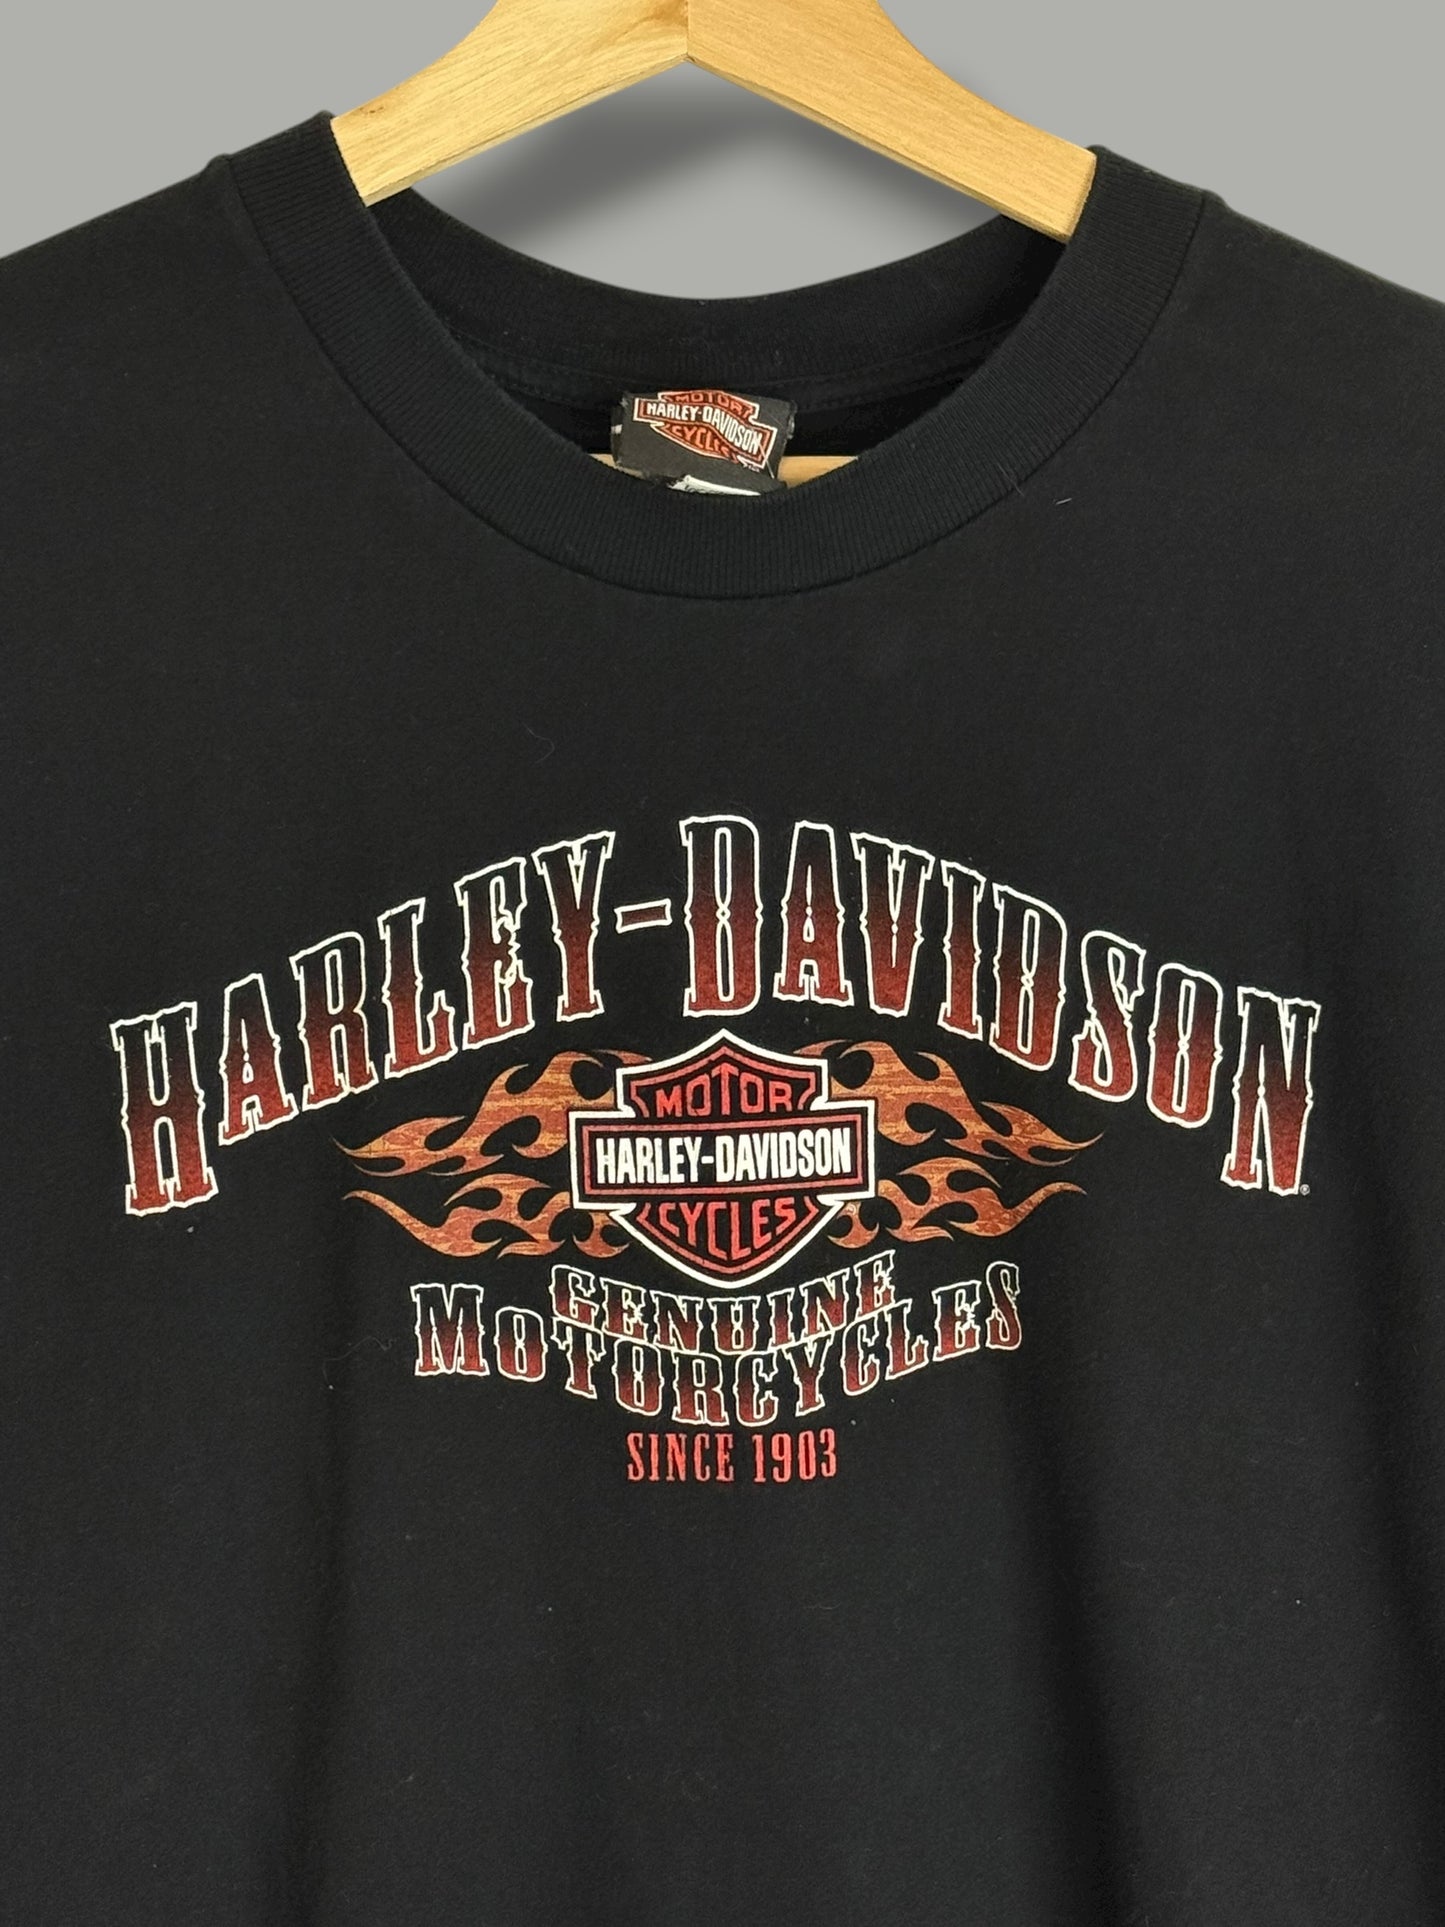 MOTOR
HARLEY-DAVIDSON
CYCLES
HARLEY-DAVIDSON
®
MOTOR
HARLEY-DAVIDSON
CYCLES
GENUINE
MOTORCYCLES
SINCE 1903